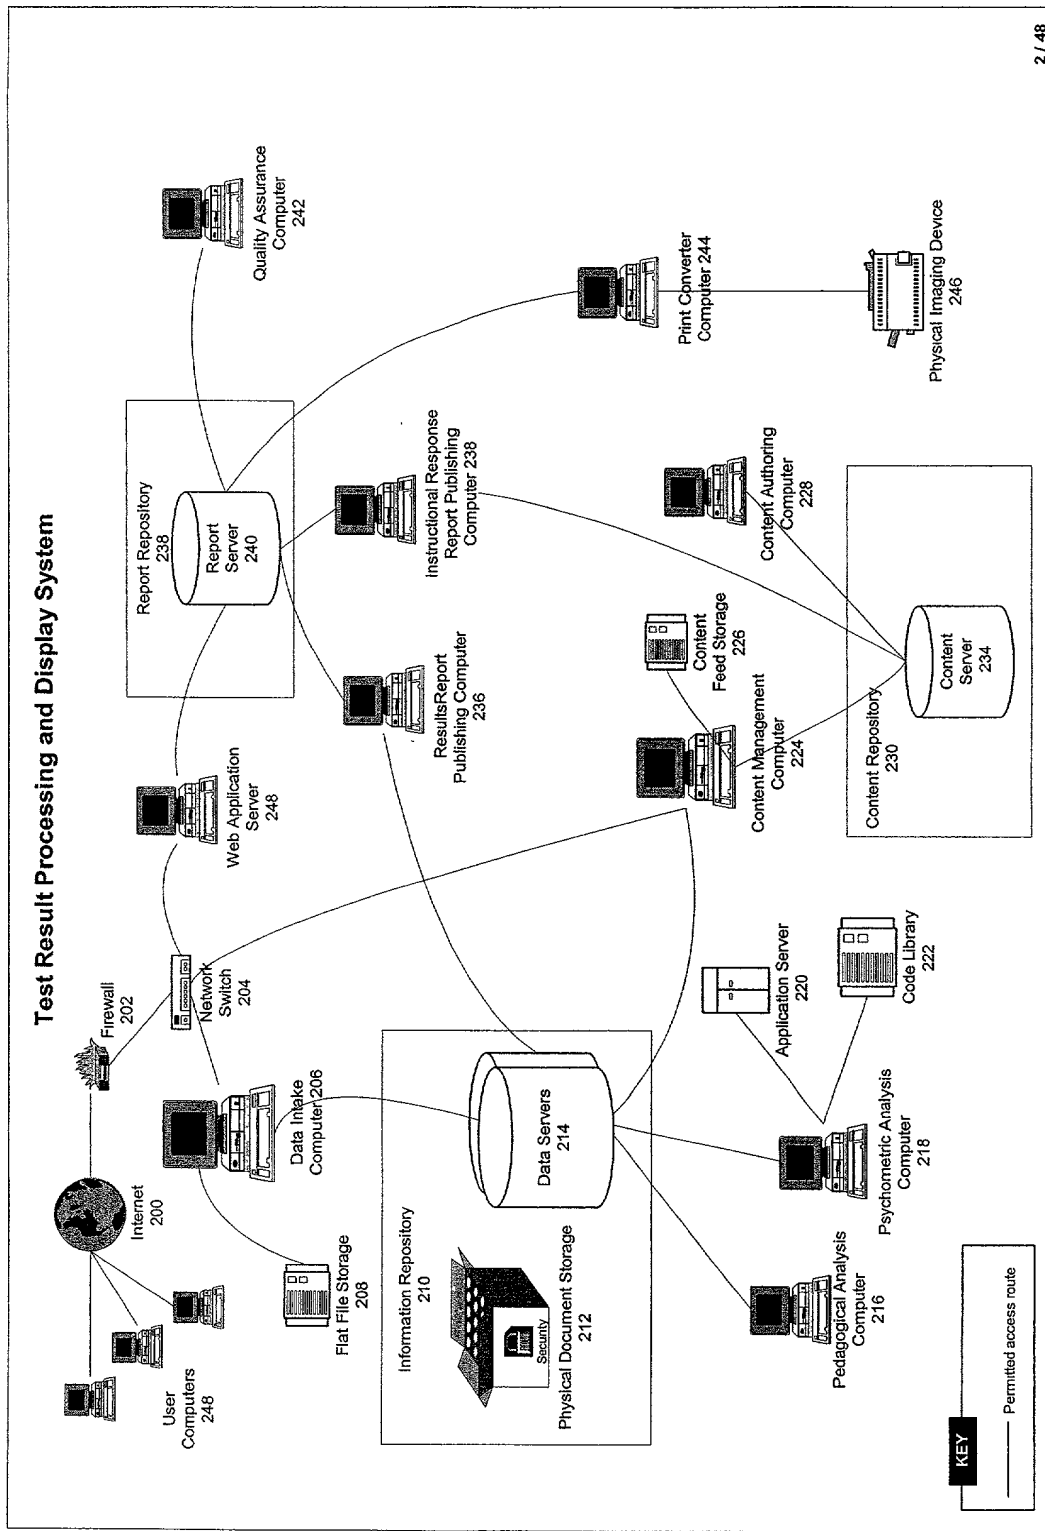 Test Result Processing and Display System
User
Computers
248
Internet
200
Firewall
202
Network
Switch
204
Web Application
Server
248
Report Repository
238
Report
Server
240
Quality Assurance
Computer
242
Flat File Storage
208
Data Intake
Computer 206
ResultsReport
Publishing Computer
236
Instructional Response
Report Publishing
Computer 238
Print Converter
Computer 244
Physical Imaging Device
246
Information Repository
210
Security
Physical Document Storage
212
Data Servers
214
Content
Feed Storage
226
Content Management
Computer
224
Content Authoring
Computer
228
Content Repository
230
Content
Server
234
Application Server
220
Code Library
222
Pedagogical Analysis
Computer
216
Psychometric Analysis
Computer
218
KEY
Permitted access route
2 / 48